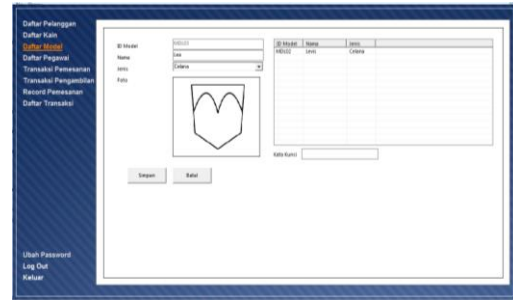 Daftar Pelanggan
Daftar Kain
Daftar Model
Daftar Pegawai
Transaksi Pemesanan
Transaksi Pengambilan
Record Pemesanan
Daftar Transaksi
Ubah Password
Log Out
Keluar
ID Model
Nama
Jenis Celana
Foto
Simpan Batal
ID Model Nama Jenis
Levis Celana
Kata Kunci